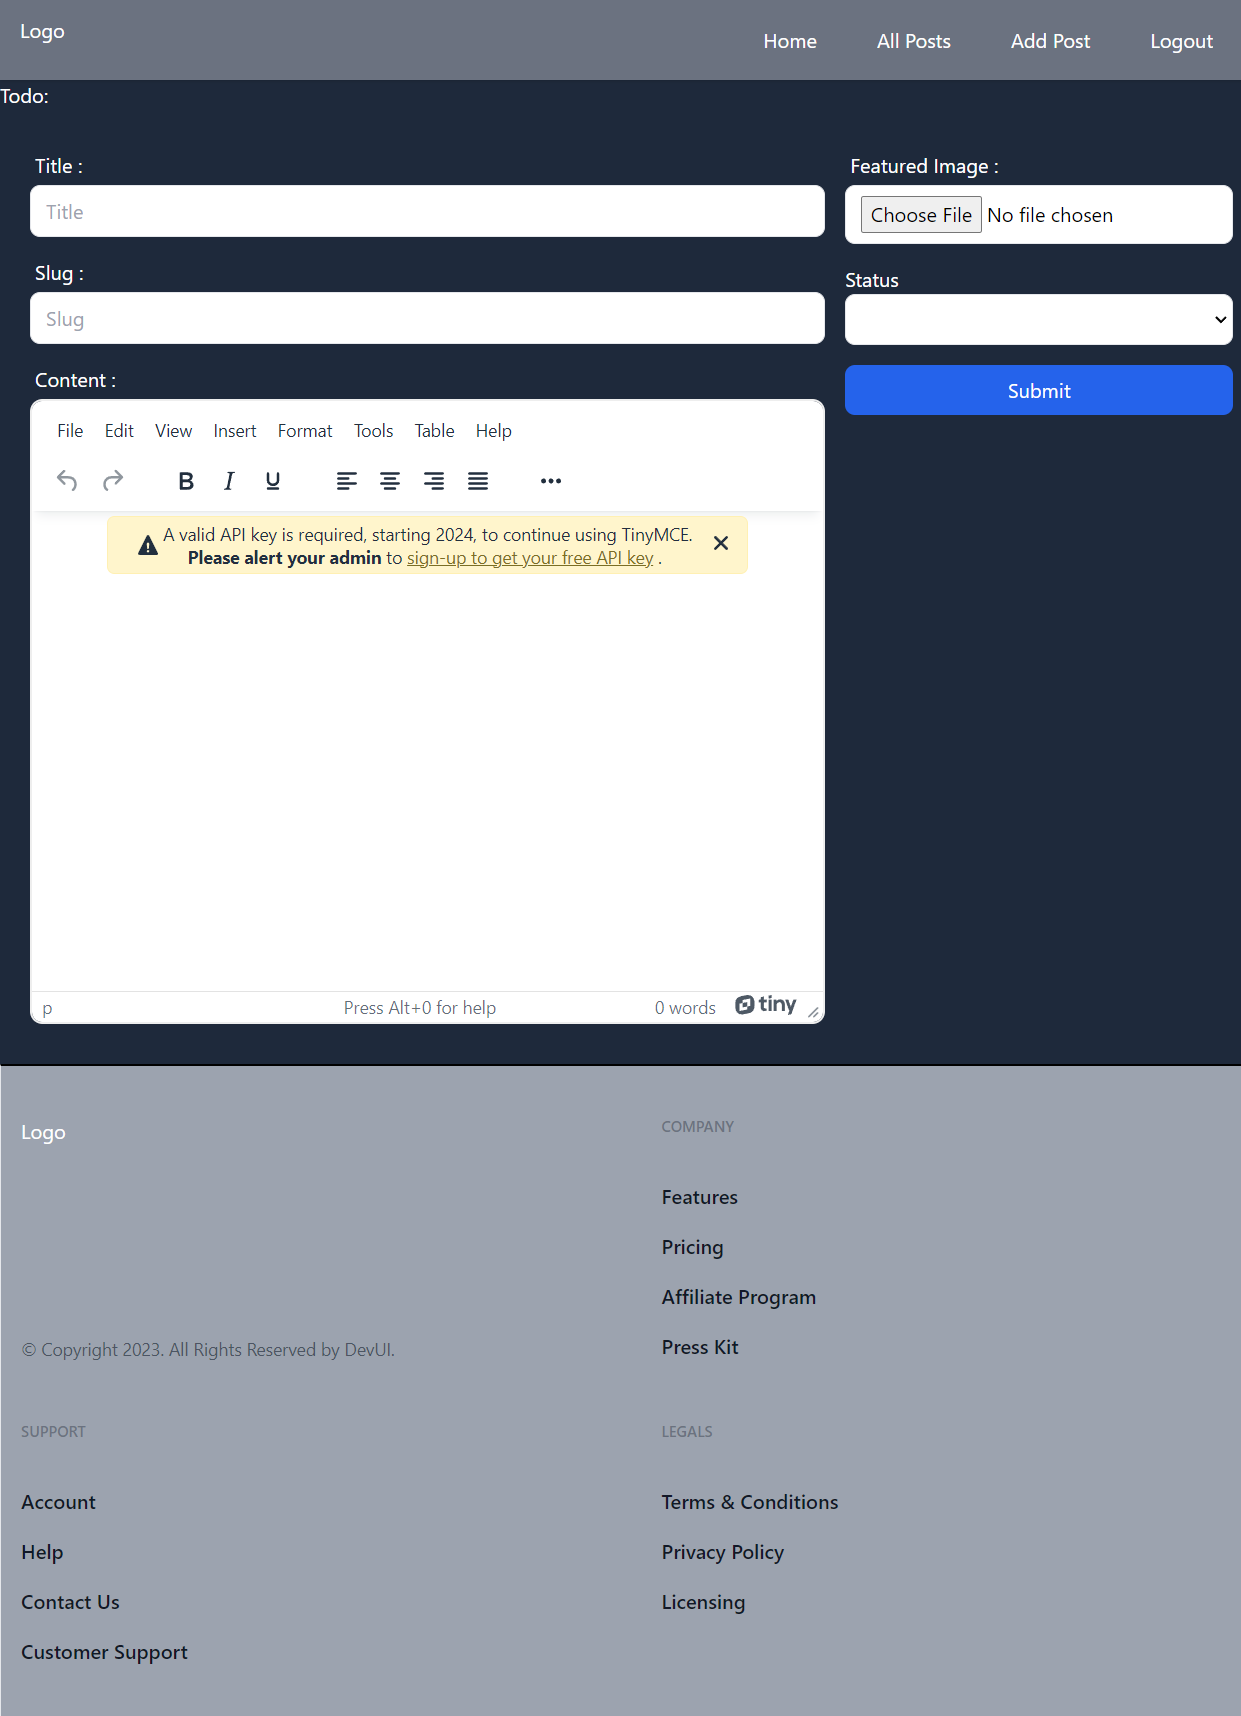 Logo
Home All Posts Add Post Logout
Todo:
Title :
Title
Slug :
Slug
Content :
File Edit View Insert Format Tools Table Help
B I U
A valid API key is required, starting 2024, to continue using TinyMCE.
Please alert your admin to sign-up to get your free API key .
p Press Alt+0 for help 0 words tiny
Featured Image :
Choose File No file chosen
Status
Submit
Logo
© Copyright 2023. All Rights Reserved by DevUI.
COMPANY
Features
Pricing
Affiliate Program
Press Kit
SUPPORT
Account
Help
Contact Us
Customer Support
LEGALS
Terms & Conditions
Privacy Policy
Licensing